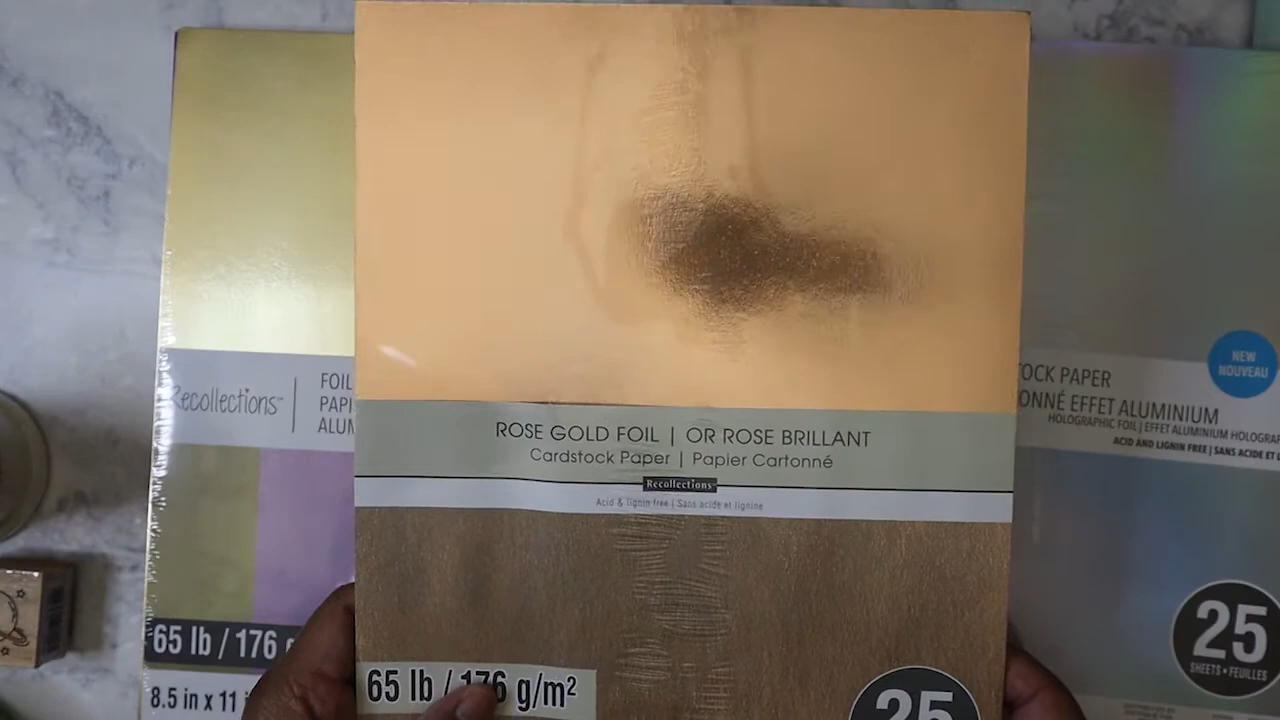 Recollections™
FOIL
PAPI
ALUM
65 lb / 176 g
8.5 in x 11
ROSE GOLD FOIL | OR ROSE BRILLANT
Cardstock Paper | Papier Cartonné
Recollections™
Acid & lignin free | Sans acide et lignine
65 lb / 176 g/m²
25
NEW
NOUVEAU
TOCK PAPER
ONNÉ EFFET ALUMINIUM
HOLOGRAPHIC FOIL | EFFET ALUMINIUM HOLOGRA
ACID AND LIGNIN FREE | SANS ACIDE ET L
25
SHEETS • FEUILLES